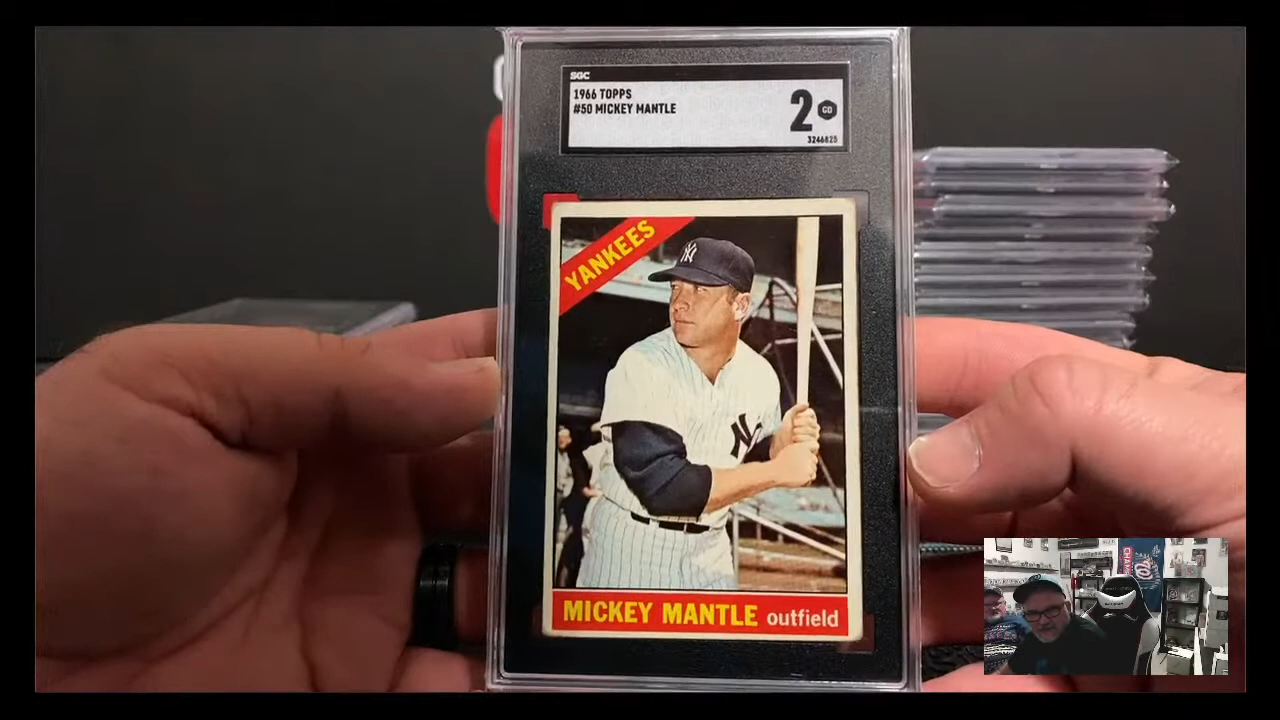 SGC
1966 TOPPS
#50 MICKEY MANTLE
2 GD
3246825
YANKEES
NY
NY
MICKEY MANTLE outfield
W